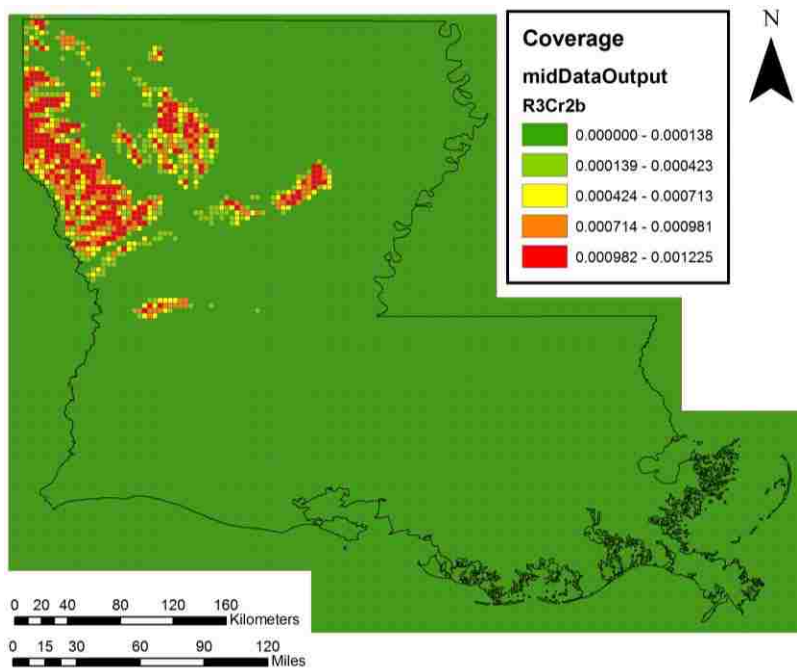 N
Coverage
midDataOutput
R3Cr2b
0.000000 - 0.000138
0.000139 - 0.000423
0.000424 - 0.000713
0.000714 - 0.000981
0.000982 - 0.001225
0 20 40 80 120 160
Kilometers
0 15 30 60 90 120
Miles